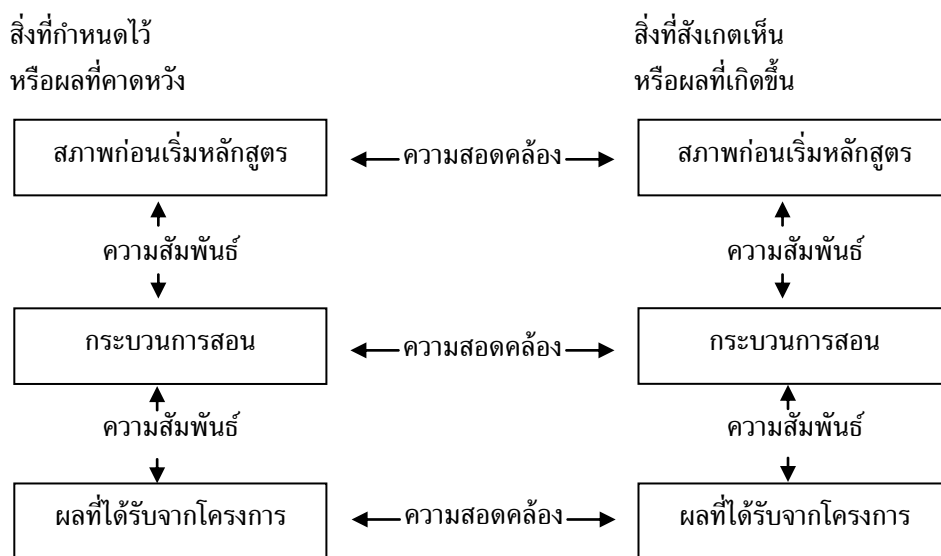 สิ่งที่กำหนดไว้ สิ่งที่สังเกตเห็น
หรือผลที่คาดหวัง หรือผลที่เกิดขึ้น
สภาพก่อนเริ่มหลักสูตร ความสอดคล้อง สภาพก่อนเริ่มหลักสูตร
ความสัมพันธ์ ความสัมพันธ์
กระบวนการสอน ความสอดคล้อง กระบวนการสอน
ความสัมพันธ์ ความสัมพันธ์
ผลที่ได้รับจากโครงการ ความสอดคล้อง ผลที่ได้รับจากโครงการ